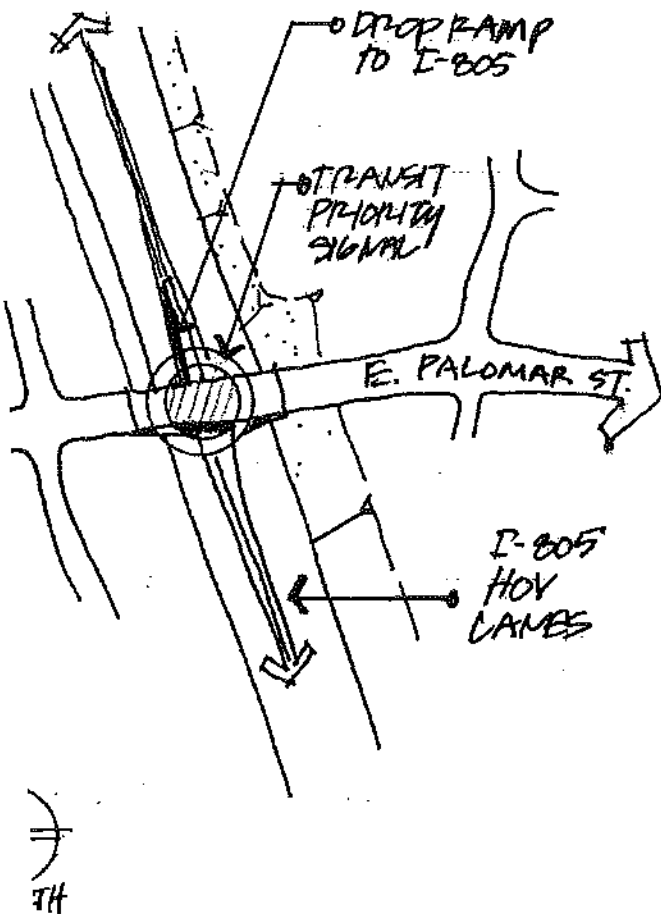 DROP RAMP
TO I-805
TRANSIT
PRIORITY
SIGNAL
E. PALOMAR ST.
I-805
HOV
LANES
TH